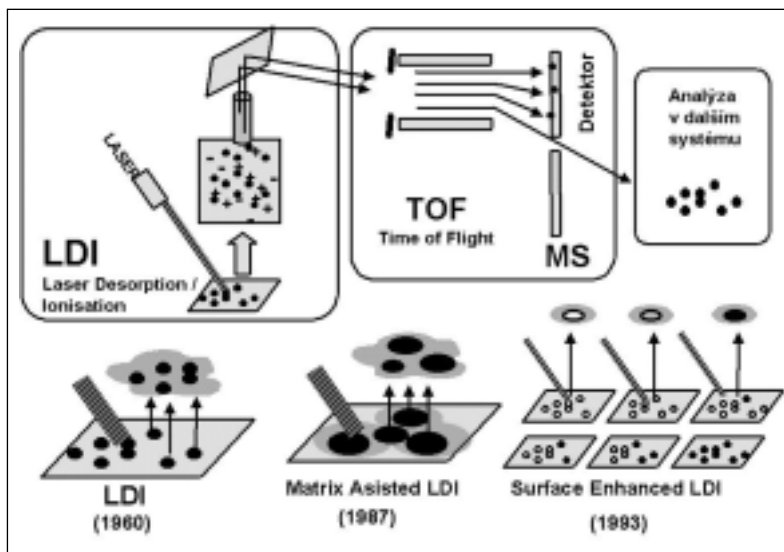 LASER
LDI
Laser Desorption /
Ionisation
TOF
Time of Flight
Detektor
MS
Analýza
v dalším
systému
LDI
(1960)
Matrix Asisted LDI
(1987)
Surface Enhanced LDI
(1993)